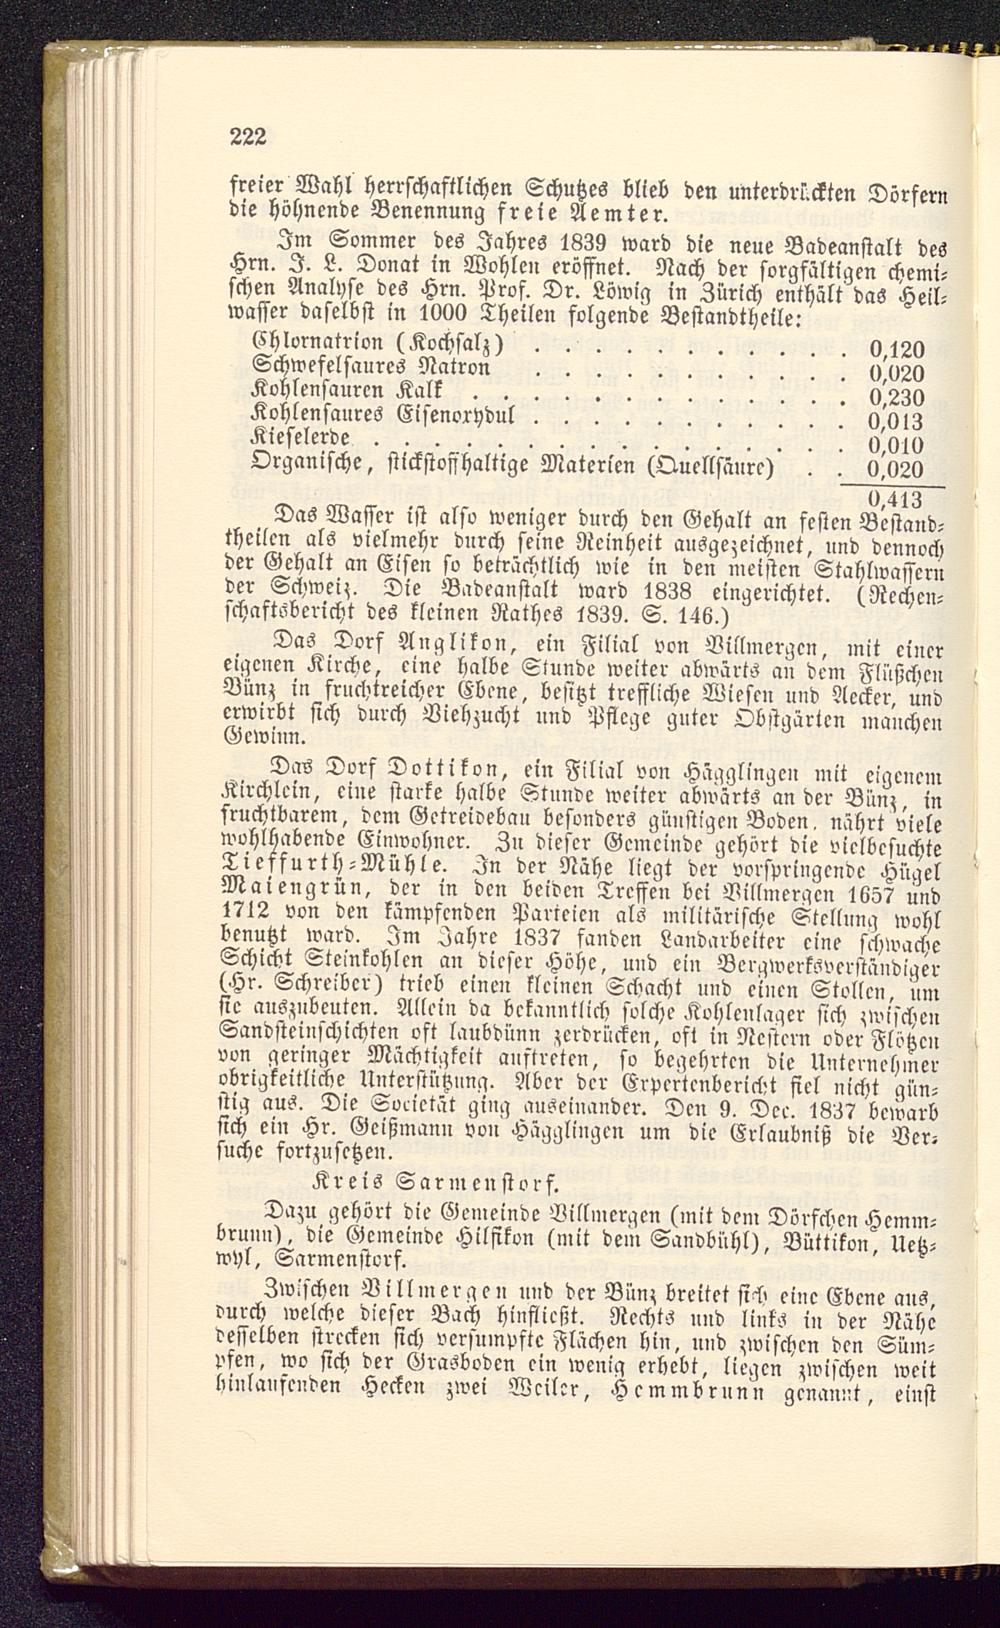 222
freier Wahl herrschaftlichen Schutzes blieb den unterdrückten Dörfern
die höhnende Benennung freie Aemter.
Im Sommer des Jahres 1839 ward die neue Badeanstalt des
Hrn. J. L. Donat in Wohlen eröffnet. Nach der sorgfältigen chemi-
schen Analyse des Hrn. Prof. Dr. Löwig in Zürich enthält das Heil-
wasser daselbst in 1000 Theilen folgende Bestandtheile:
Chlornatrion (Kochsalz) . . . . . . . . . . . 0,120
Schwefelsaures Natron . . . . . . . . . . . 0,020
Kohlensauren Kalk . . . . . . . . . . . . . 0,230
Kohlensaures Eisenoxydul . . . . . . . . . . . 0,013
Kieselerde . . . . . . . . . . . . . . . . 0,010
Organische, stickstoffhaltige Materien (Quellsäure) . . 0,020
0,413
Das Wasser ist also weniger durch den Gehalt an festen Bestand-
theilen als vielmehr durch seine Reinheit ausgezeichnet, und dennoch
der Gehalt an Eisen so beträchtlich wie in den meisten Stahlwassern
der Schweiz. Die Badeanstalt ward 1838 eingerichtet. (Rechen-
schaftsbericht des kleinen Rathes 1839. S. 146.)
Das Dorf Anglikon, ein Filial von Villmergen, mit einer
eigenen Kirche, eine halbe Stunde weiter abwärts an dem Flüßchen
Bünz in fruchtreicher Ebene, besitzt treffliche Wiesen und Aecker, und
erwirbt sich durch Viehzucht und Pflege guter Obstgärten manchen
Gewinn.
Das Dorf Dottikon, ein Filial von Hägglingen mit eigenem
Kirchlein, eine starke halbe Stunde weiter abwärts an der Bünz, in
fruchtbarem, dem Getreidebau besonders günstigen Boden, nährt viele
wohlhabende Einwohner. Zu dieser Gemeinde gehört die vielbesuchte
Tieffurth-Mühle. In der Nähe liegt der vorspringende Hügel
Maiengrün, der in den beiden Treffen bei Villmergen 1657 und
1712 von den kämpfenden Parteien als militärische Stellung wohl
benutzt ward. Im Jahre 1837 fanden Landarbeiter eine schwache
Schicht Steinkohlen an dieser Höhe, und ein Bergwerksverständiger
(Hr. Schreiber) trieb einen kleinen Schacht und einen Stollen, um
sie auszubeuten. Allein da bekanntlich solche Kohlenlager sich zwischen
Sandsteinschichten oft laubdünn zerdrücken, oft in Nestern oder Flötzen
von geringer Mächtigkeit auftreten, so begehrten die Unternehmer
obrigkeitliche Unterstützung. Aber der Expertenbericht fiel nicht gün-
stig aus. Die Societät ging auseinander. Den 9. Dec. 1837 bewarb
sich ein Hr. Geißmann von Hägglingen um die Erlaubniß die Ver-
suche fortzusetzen.
Kreis Sarmenstorf.
Dazu gehört die Gemeinde Villmergen (mit dem Dörfchen Hemm-
brunn), die Gemeinde Hilfikon (mit dem Sandbühl), Büttikon, Uetz-
wyl, Sarmenstorf.
Zwischen Villmergen und der Bünz breitet sich eine Ebene aus,
durch welche dieser Bach hinfließt. Rechts und links in der Nähe
desselben strecken sich versumpfte Flächen hin, und zwischen den Süm-
pfen, wo sich der Grasboden ein wenig erhebt, liegen zwischen weit
hinlaufenden Hecken zwei Weiler, Hemmbrunn genannt, einst